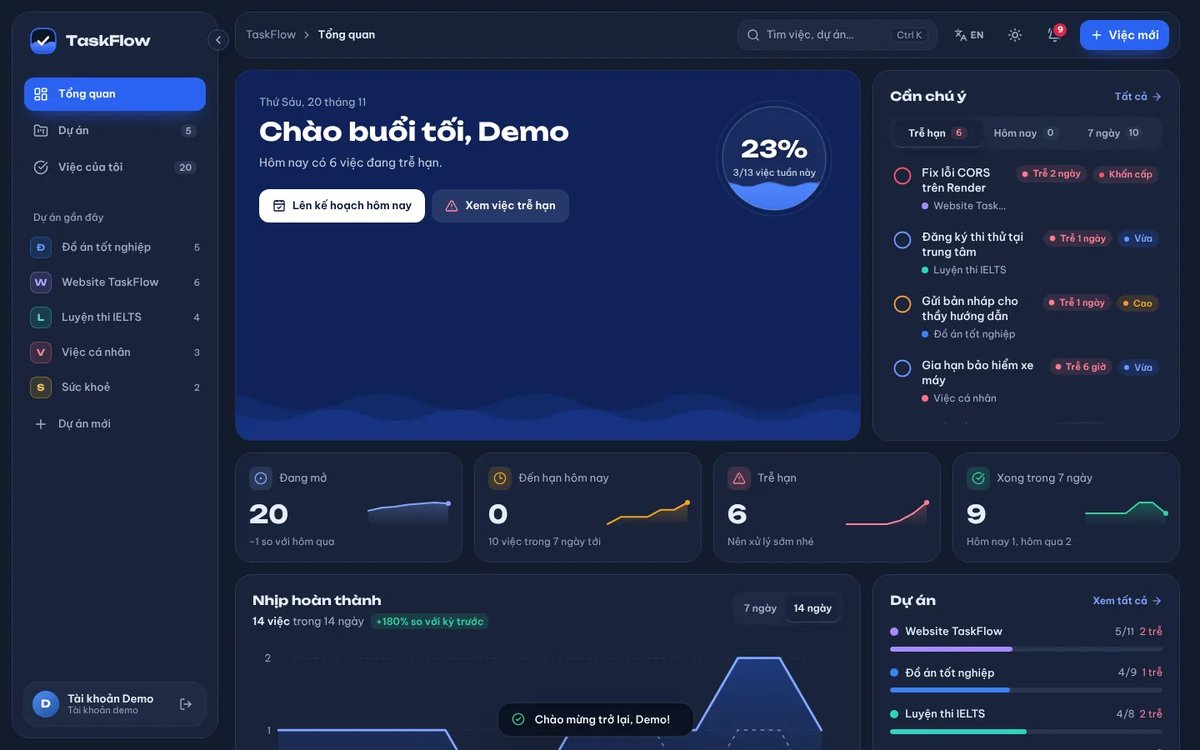 TaskFlow
Tổng quan
Dự án 5
Việc của tôi 20
Dự án gần đây
Đ Đồ án tốt nghiệp 5
W Website TaskFlow 6
L Luyện thi IELTS 4
V Việc cá nhân 3
S Sức khoẻ 2
Dự án mới
D Tài khoản Demo
Tài khoản demo
TaskFlow > Tổng quan
Tìm việc, dự án... Ctrl K
EN
9
+ Việc mới
Thứ Sáu, 20 tháng 11
Chào buổi tối, Demo
Hôm nay có 6 việc đang trễ hạn.
Lên kế hoạch hôm nay
Xem việc trễ hạn
23%
3/13 việc tuần này
Cần chú ý
Tất cả →
Trễ hạn 6
Hôm nay 0
7 ngày 10
Fix lỗi CORS trên Render
Trễ 2 ngày
Khẩn cấp
Website Task...
Đăng ký thi thử tại trung tâm
Trễ 1 ngày
Vừa
Luyện thi IELTS
Gửi bản nháp cho thầy hướng dẫn
Trễ 1 ngày
Cao
Đồ án tốt nghiệp
Gia hạn bảo hiểm xe máy
Trễ 6 giờ
Vừa
Việc cá nhân
Đang mở
20
-1 so với hôm qua
Đến hạn hôm nay
0
10 việc trong 7 ngày tới
Trễ hạn
6
Nên xử lý sớm nhé
Xong trong 7 ngày
9
Hôm nay 1, hôm qua 2
Nhịp hoàn thành
14 việc trong 14 ngày +180% so với kỳ trước
7 ngày
14 ngày
2
1
Chào mừng trở lại, Demo!
Dự án
Xem tất cả →
Website TaskFlow 5/11 2 trễ
Đồ án tốt nghiệp 4/9 1 trễ
Luyện thi IELTS 4/8 2 trễ